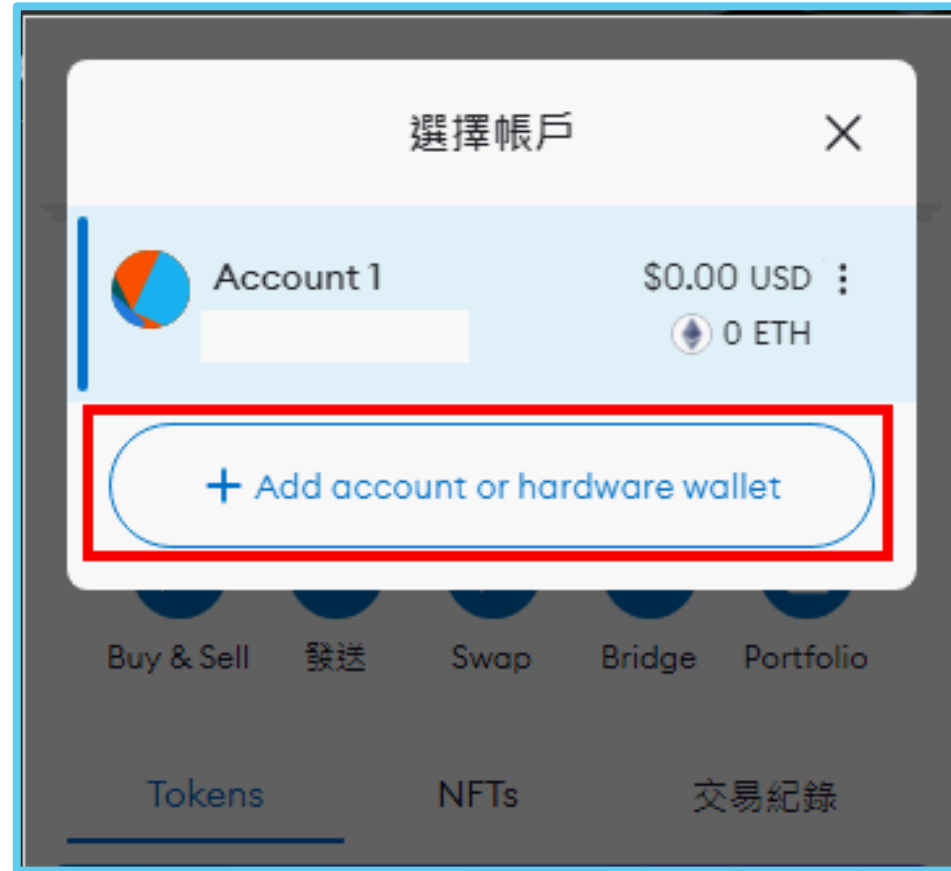 選擇帳戶
Account 1
$0.00 USD
0 ETH
+ Add account or hardware wallet
Buy & Sell 發送 Swap Bridge Portfolio
Tokens NFTs 交易紀錄